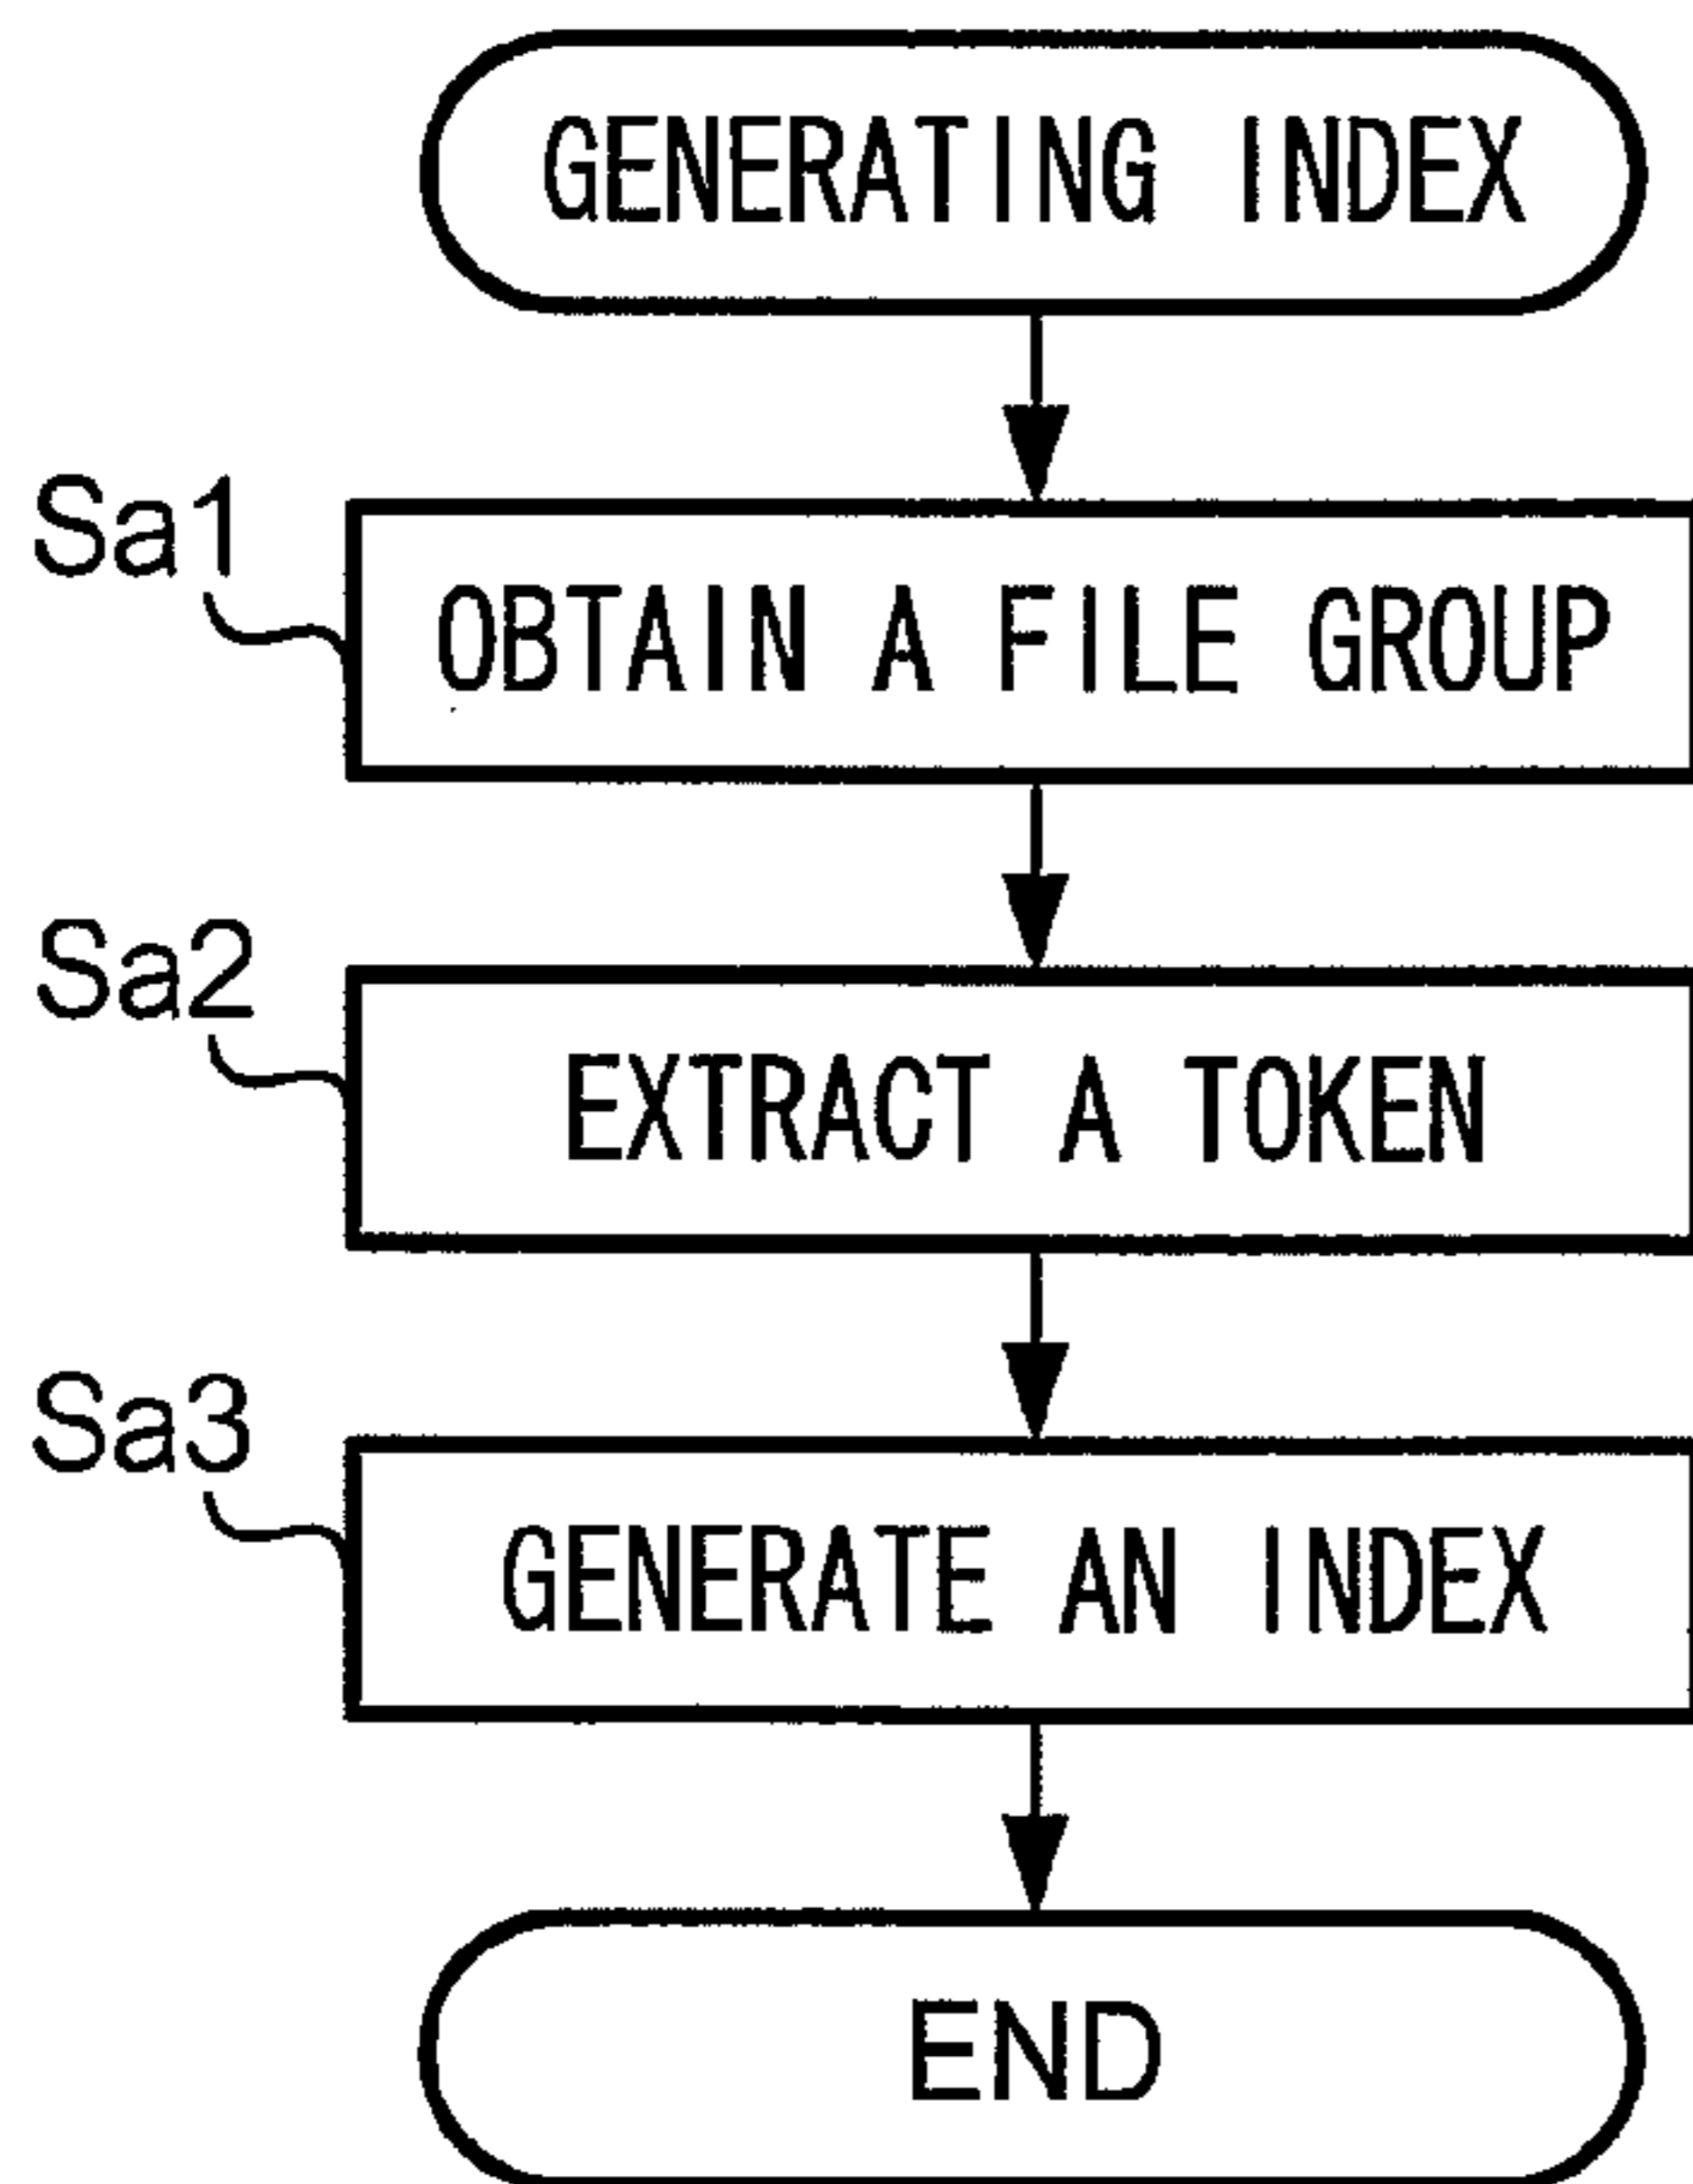 GENERATING INDEX
Sa1
OBTAIN A FILE GROUP
Sa2
EXTRACT A TOKEN
Sa3
GENERATE AN INDEX
END